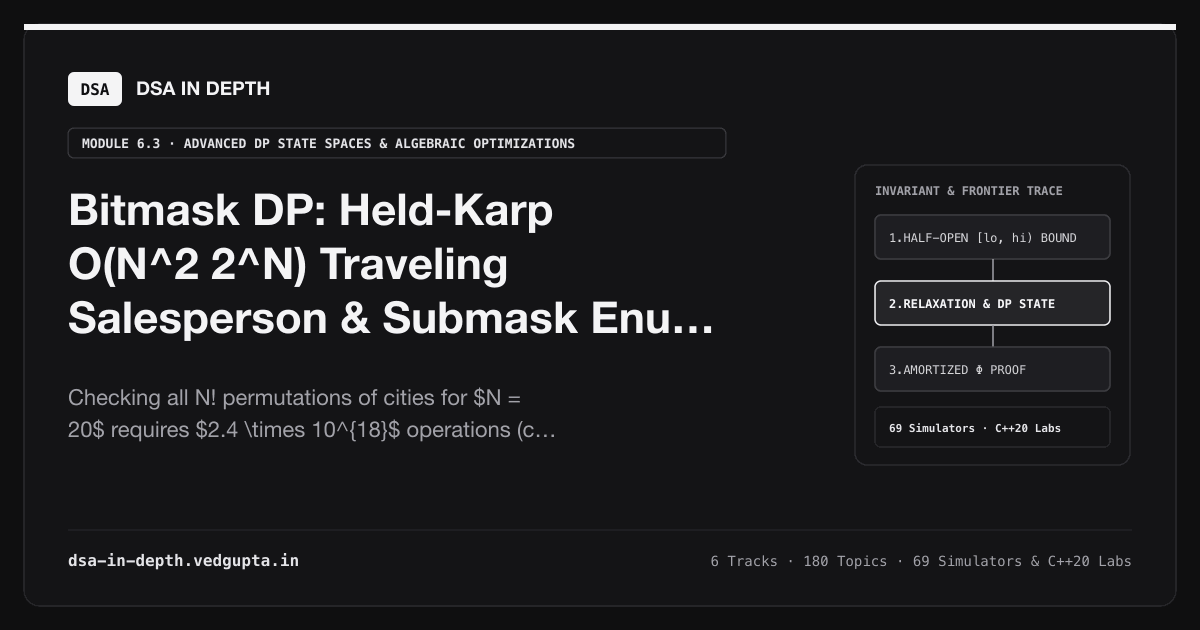 DSA
DSA IN DEPTH
MODULE 6.3 · ADVANCED DP STATE SPACES & ALGEBRAIC OPTIMIZATIONS
Bitmask DP: Held-Karp
O(N^2 2^N) Traveling
Salesperson & Submask Enu…
Checking all N! permutations of cities for $N =
20$ requires $2.4 \times 10^{18}$ operations (c…
INVARIANT & FRONTIER TRACE
1.HALF-OPEN [lo, hi) BOUND
2.RELAXATION & DP STATE
3.AMORTIZED Φ PROOF
69 Simulators · C++20 Labs
dsa-in-depth.vedgupta.in
6 Tracks · 180 Topics · 69 Simulators & C++20 Labs